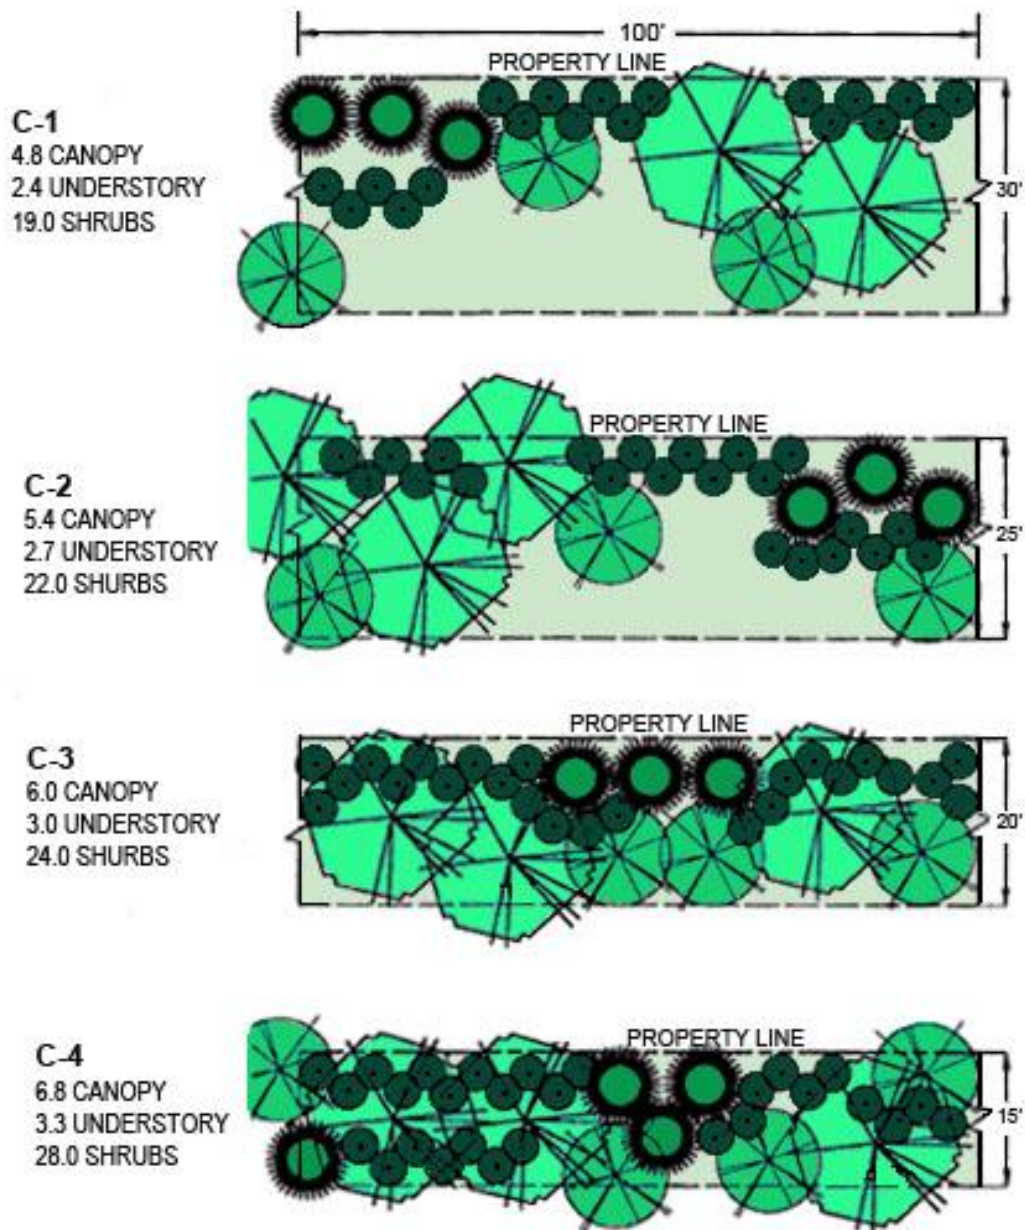 100'
PROPERTY LINE
C-1
4.8 CANOPY
2.4 UNDERSTORY
19.0 SHRUBS
30'
PROPERTY LINE
C-2
5.4 CANOPY
2.7 UNDERSTORY
22.0 SHURBS
25'
PROPERTY LINE
C-3
6.0 CANOPY
3.0 UNDERSTORY
24.0 SHURBS
20'
PROPERTY LINE
C-4
6.8 CANOPY
3.3 UNDERSTORY
28.0 SHRUBS
15'